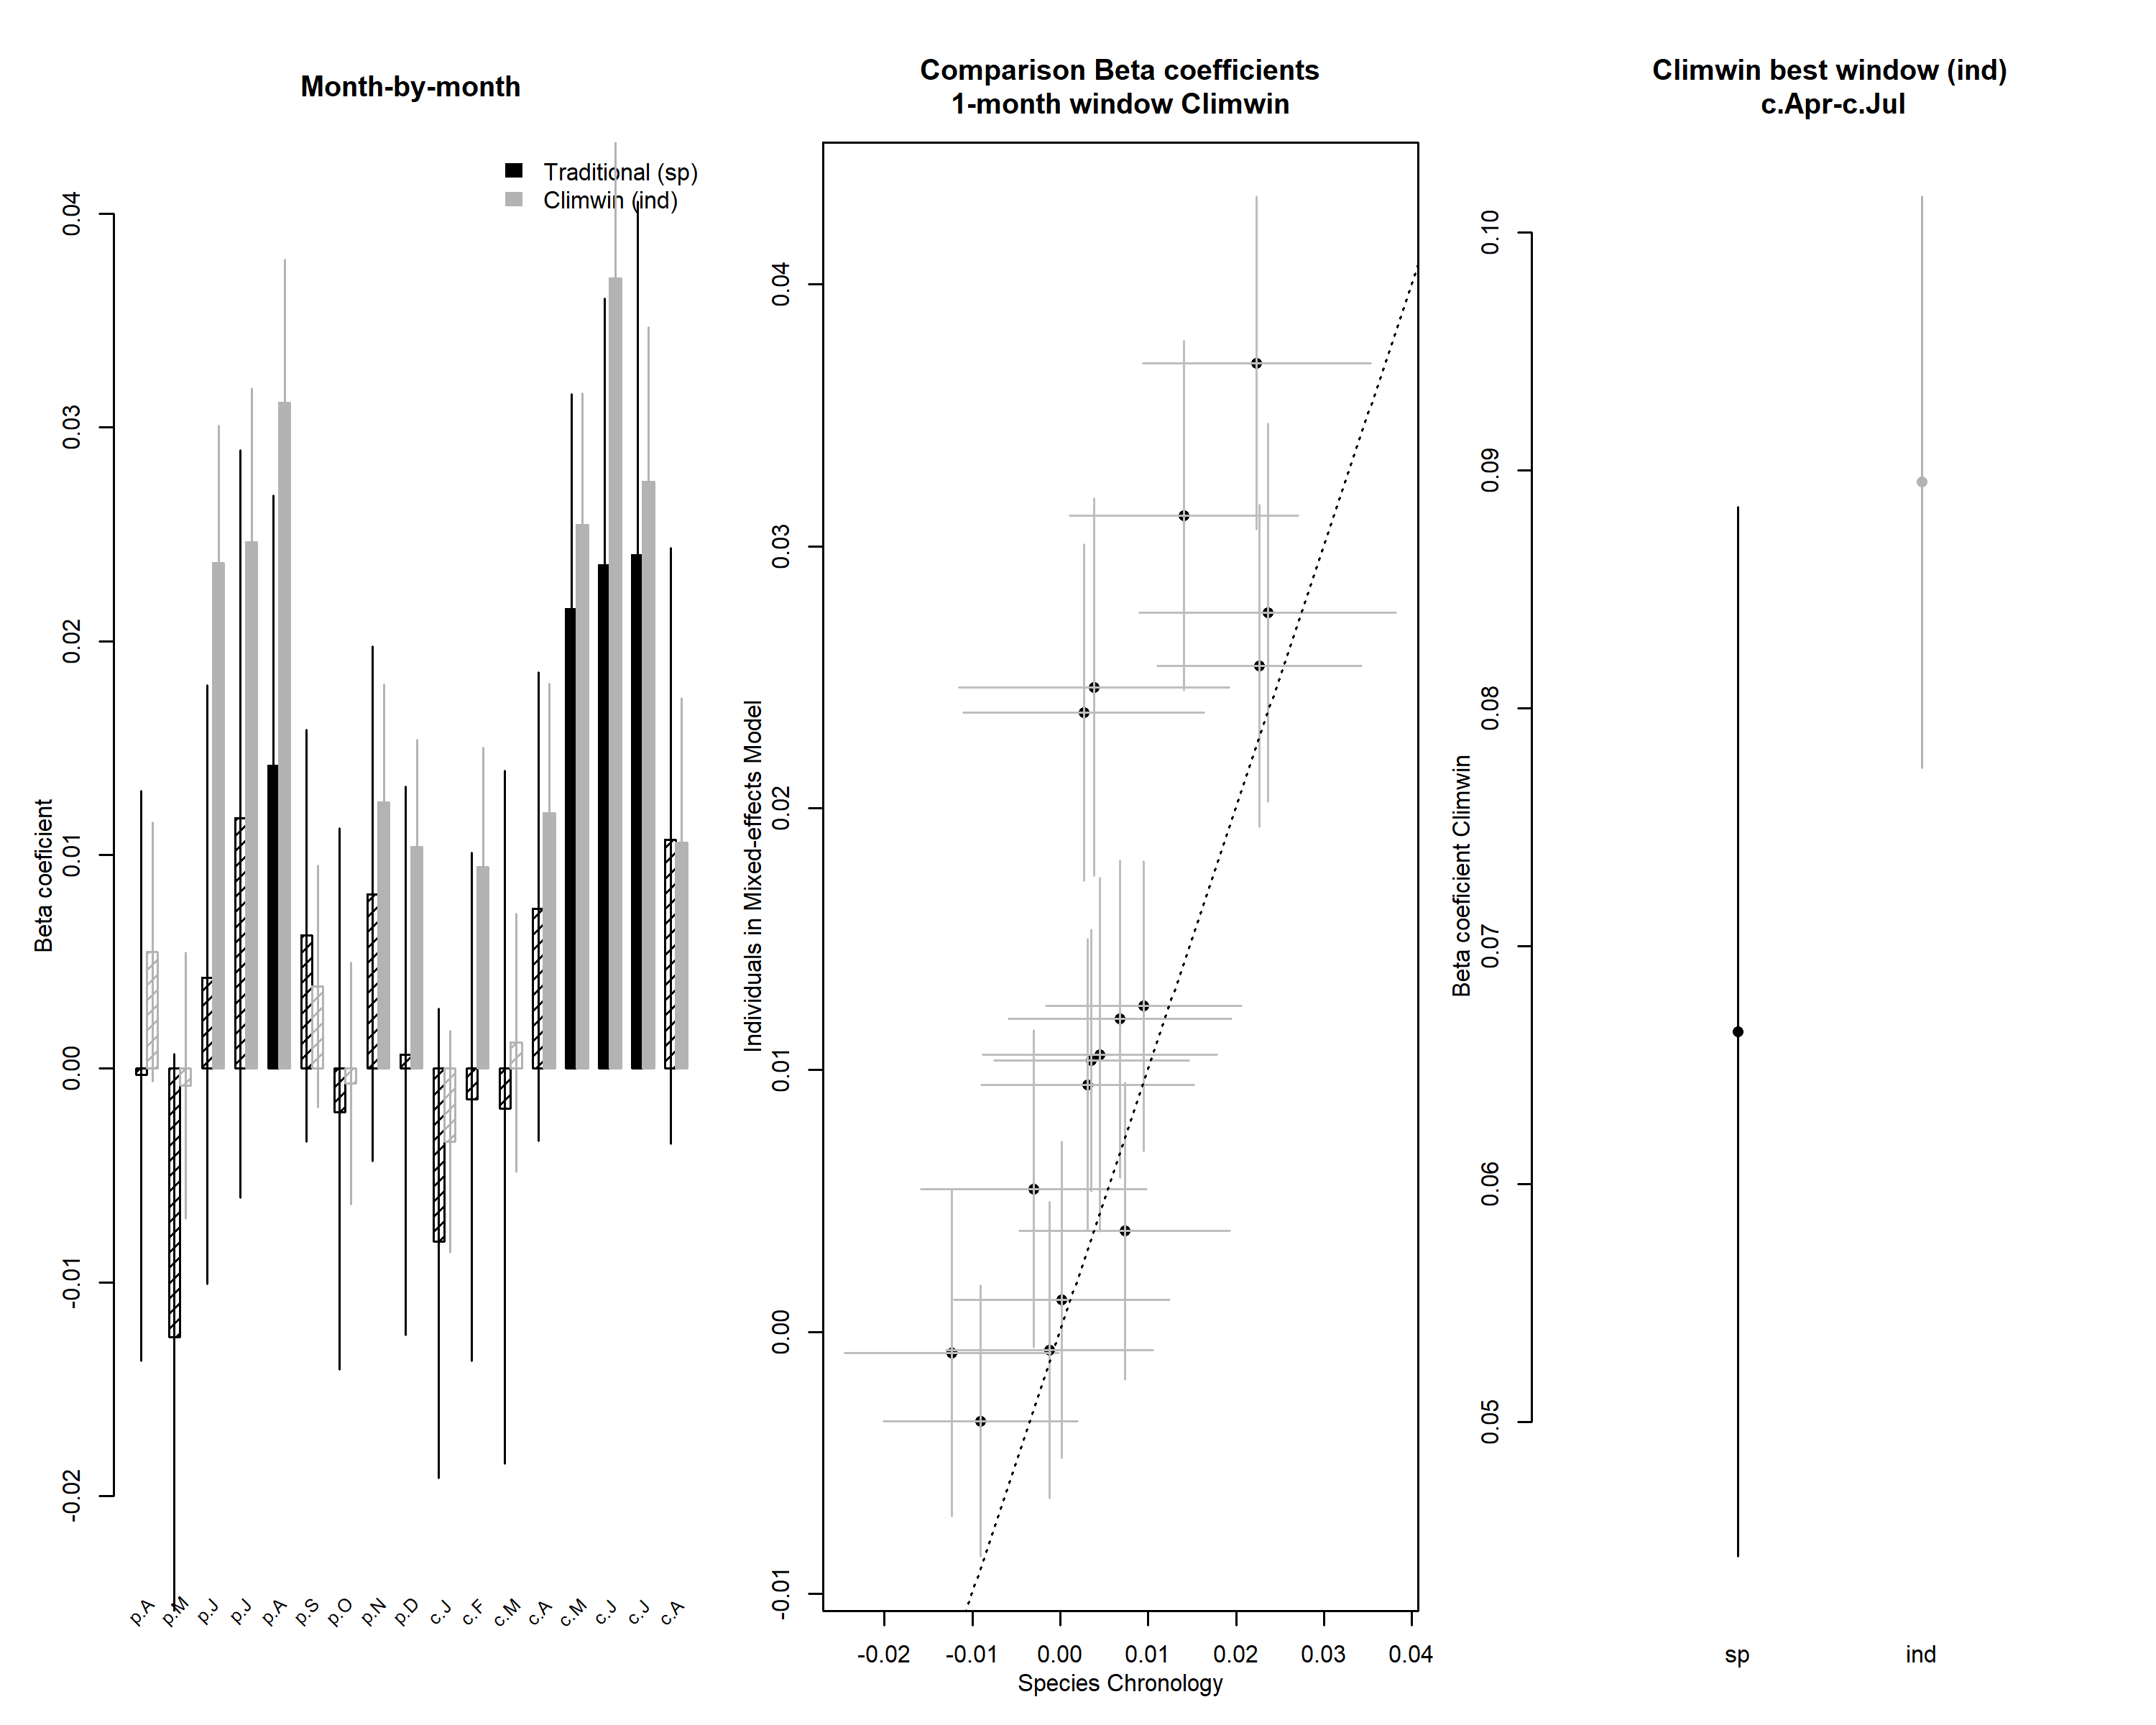 Month-by-month
Traditional (sp)
Climwin (ind)
Beta coeficient
0.04
0.03
0.02
0.01
0.00
-0.01
-0.02
p.A p.M p.J p.J p.A p.S p.O p.N p.D c.J c.F c.M c.A c.M c.J c.J c.A
Comparison Beta coefficients
1-month window Climwin
Individuals in Mixed-effects Model
0.04
0.03
0.02
0.01
0.00
-0.01
-0.02 -0.01 0.00 0.01 0.02 0.03 0.04
Species Chronology
Climwin best window (ind)
c.Apr-c.Jul
Beta coeficient Climwin
0.10
0.09
0.08
0.07
0.06
0.05
sp ind